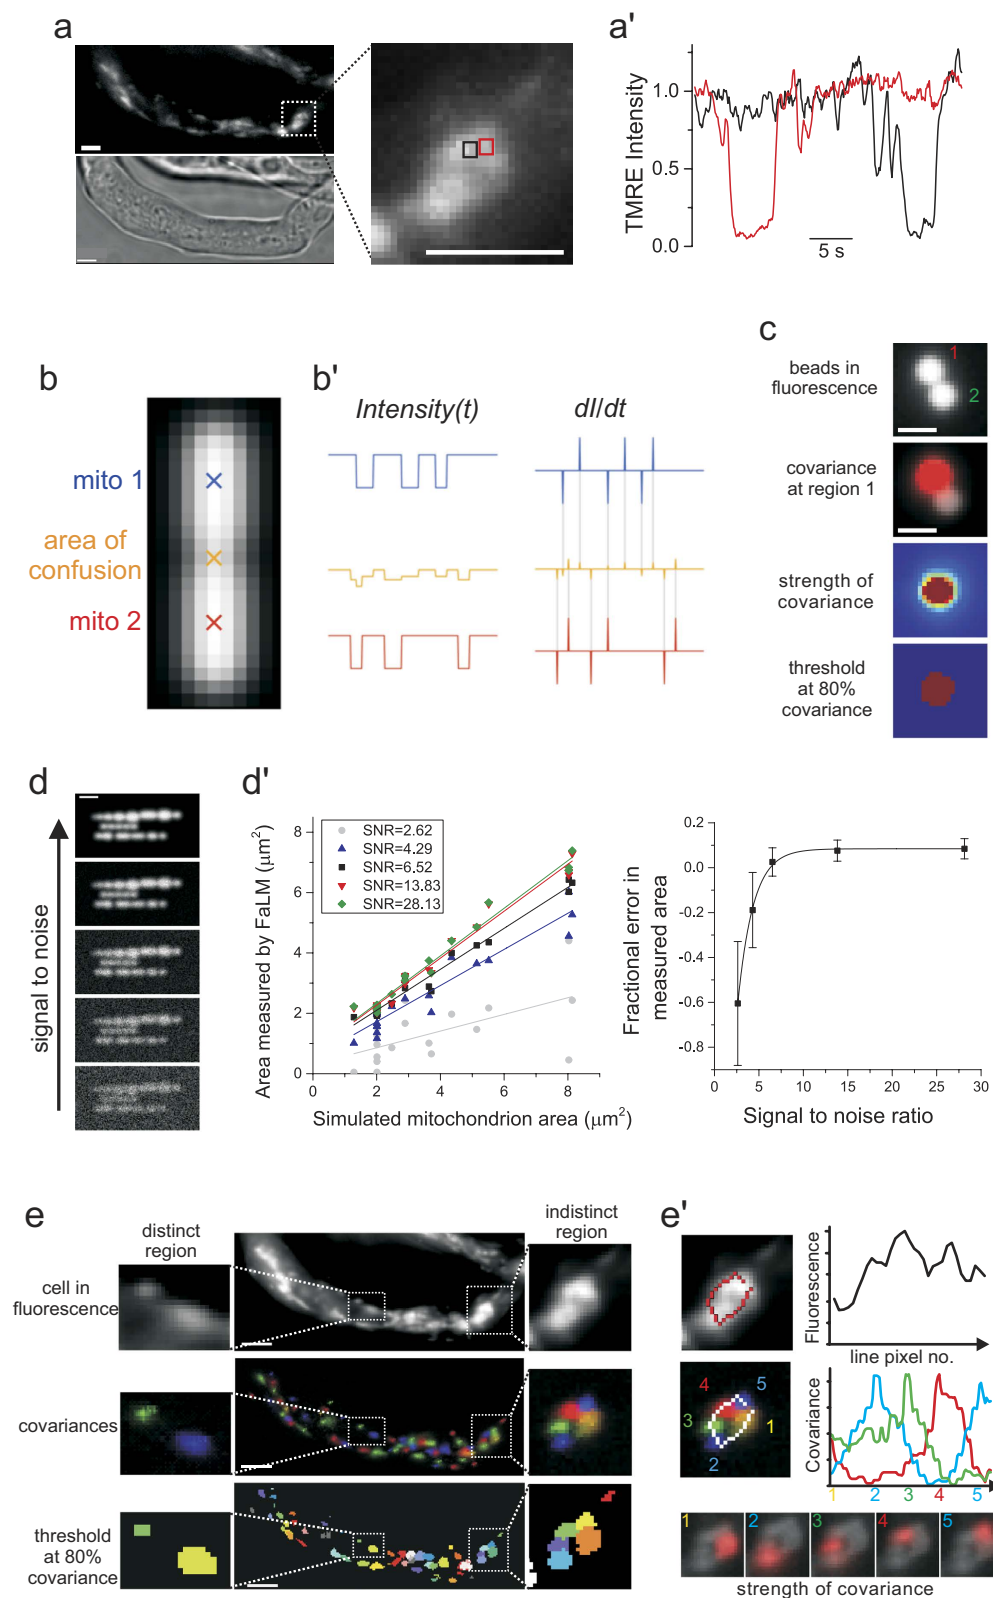 a
a'
TMRE Intensity
1.0
0.5
0.0
5 s
b
mito 1
area of
confusion
mito 2
b'
Intensity(t)
dI/dt
c
beads in
fluorescence
1
2
covariance
at region 1
strength of
covariance
threshold
at 80%
covariance
d
signal to noise
d'
Area measured by FaLM (μm²)
8
6
4
2
0
SNR=2.62
SNR=4.29
SNR=6.52
SNR=13.83
SNR=28.13
0 2 4 6 8
Simulated mitochondrion area (μm²)
Fractional error in
measured area
0.2
0.0
-0.2
-0.4
-0.6
-0.8
0 5 10 15 20 25 30
Signal to noise ratio
e
distinct
region
indistinct
region
cell in
fluorescence
covariances
threshold
at 80%
covariance
e'
Fluorescence
line pixel no.
4 5
3 1
2
Covariance
1 2 3 4 5
1 2 3 4 5
strength of covariance